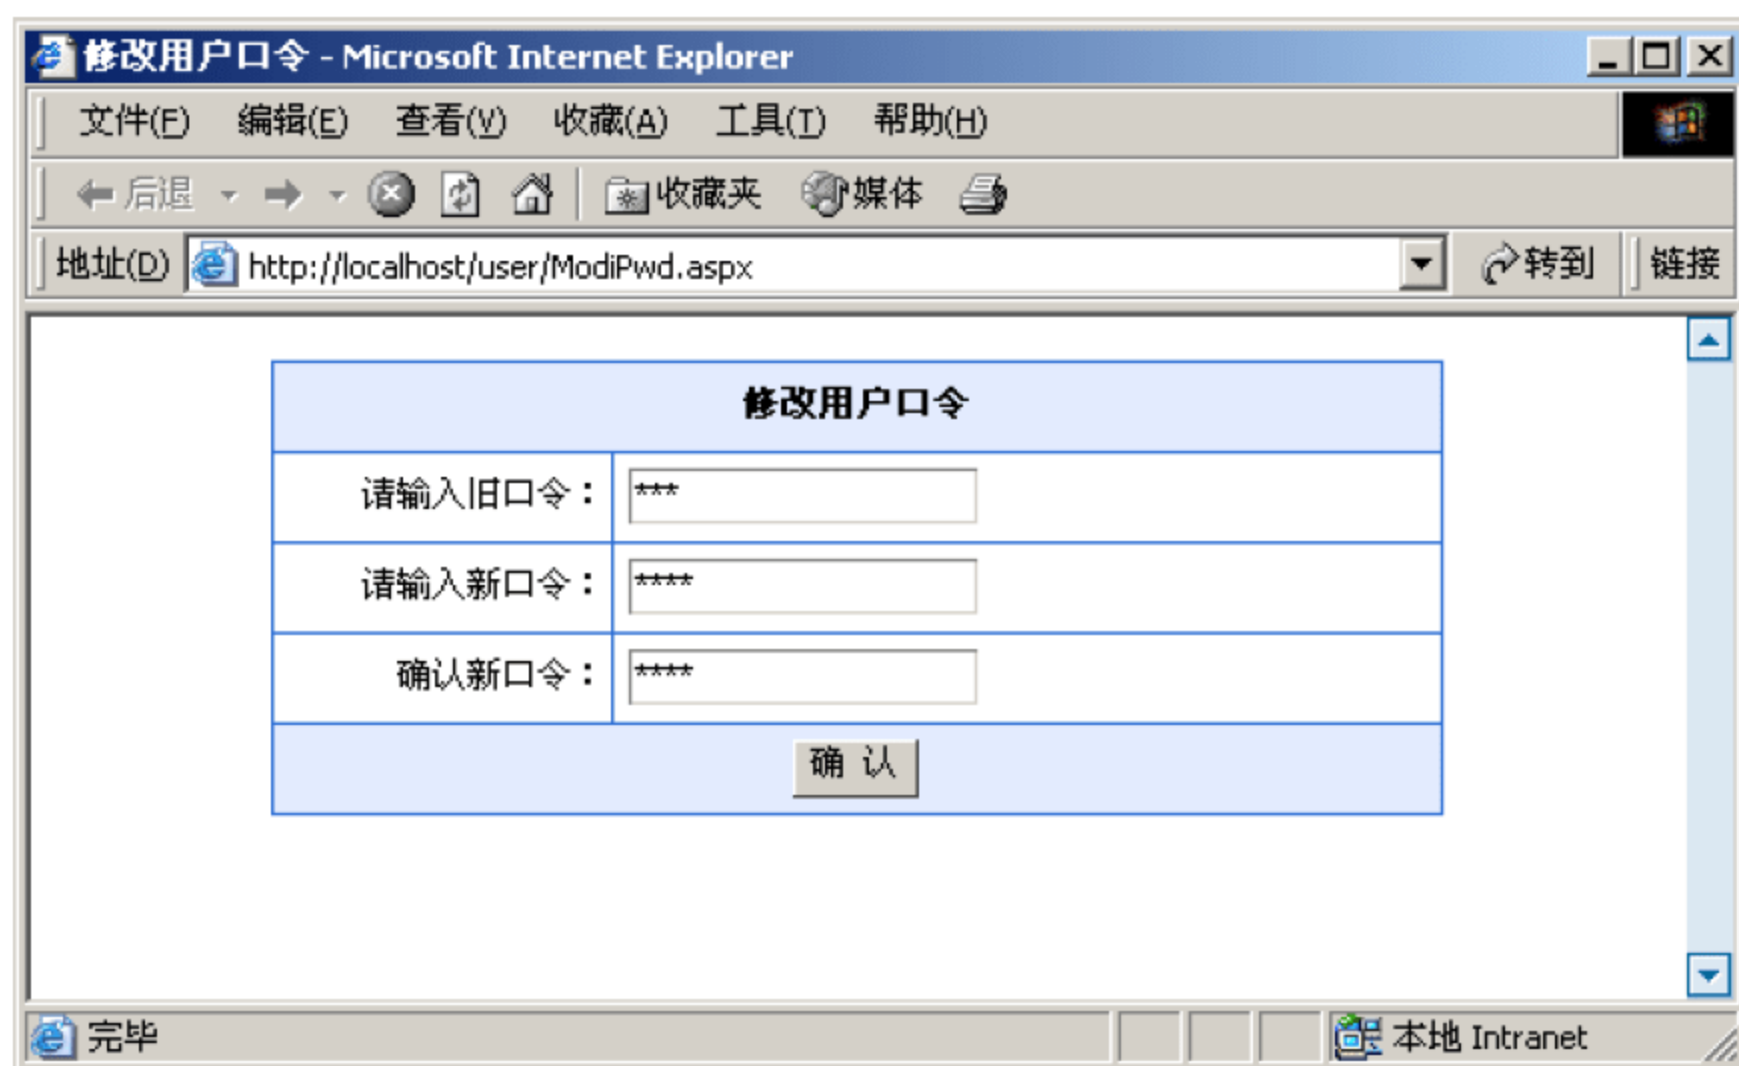 修改用户口令 - Microsoft Internet Explorer
文件(F) 编辑(E) 查看(V) 收藏(A) 工具(T) 帮助(H)
后退 收藏夹 媒体
地址(D) http://localhost/user/ModiPwd.aspx 转到 链接
修改用户口令
请输入旧口令： ***
请输入新口令： ****
确认新口令： ****
确 认
完毕 本地 Intranet